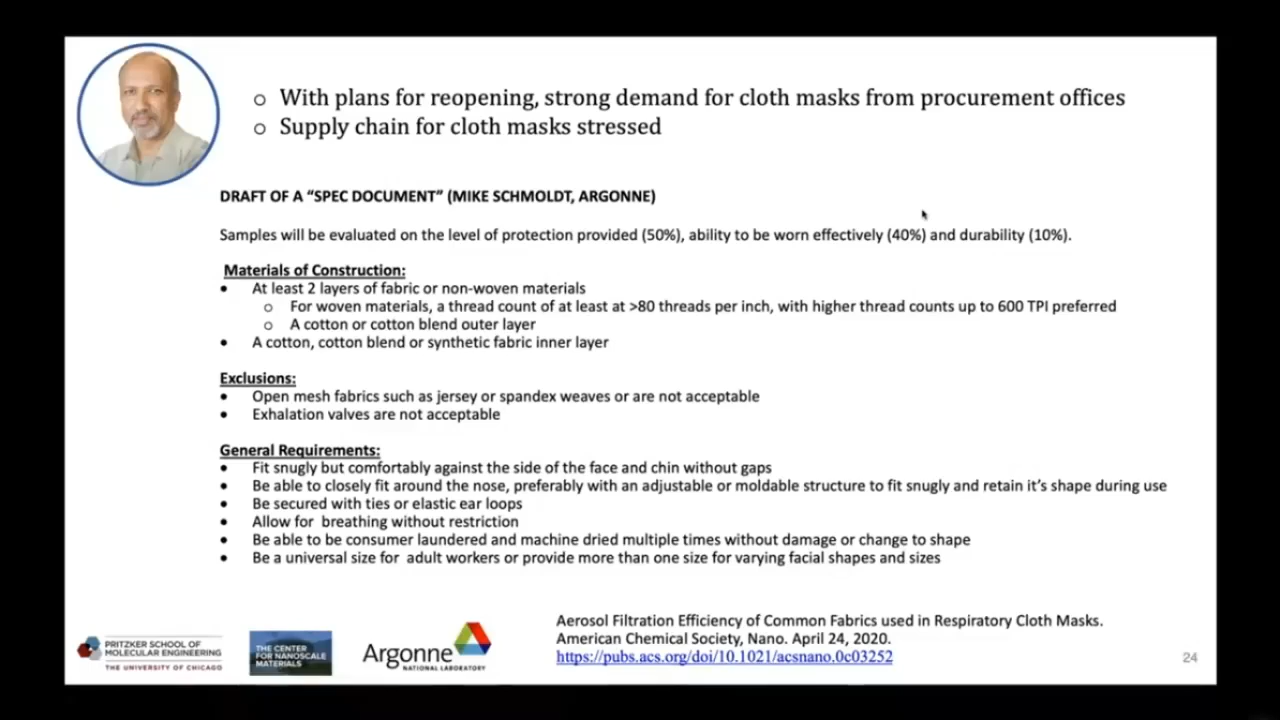 With plans for reopening, strong demand for cloth masks from procurement offices
Supply chain for cloth masks stressed
DRAFT OF A “SPEC DOCUMENT” (MIKE SCHMOLDT, ARGONNE)
Samples will be evaluated on the level of protection provided (50%), ability to be worn effectively (40%) and durability (10%).
Materials of Construction:
At least 2 layers of fabric or non-woven materials
For woven materials, a thread count of at least at >80 threads per inch, with higher thread counts up to 600 TPI preferred
A cotton or cotton blend outer layer
A cotton, cotton blend or synthetic fabric inner layer
Exclusions:
Open mesh fabrics such as jersey or spandex weaves or are not acceptable
Exhalation valves are not acceptable
General Requirements:
Fit snugly but comfortably against the side of the face and chin without gaps
Be able to closely fit around the nose, preferably with an adjustable or moldable structure to fit snugly and retain it’s shape during use
Be secured with ties or elastic ear loops
Allow for breathing without restriction
Be able to be consumer laundered and machine dried multiple times without damage or change to shape
Be a universal size for adult workers or provide more than one size for varying facial shapes and sizes
PRITZKER SCHOOL OF
MOLECULAR ENGINEERING
THE UNIVERSITY OF CHICAGO
THE CENTER
FOR NANOSCALE
MATERIALS
Argonne
NATIONAL LABORATORY
Aerosol Filtration Efficiency of Common Fabrics used in Respiratory Cloth Masks.
American Chemical Society, Nano. April 24, 2020.
https://pubs.acs.org/doi/10.1021/acsnano.0c03252
24